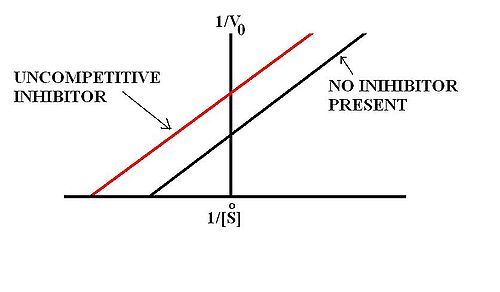 1/V0
UNCOMPETITIVE
INHIBITOR
NO INIHIBITOR
PRESENT
o
1/[S]